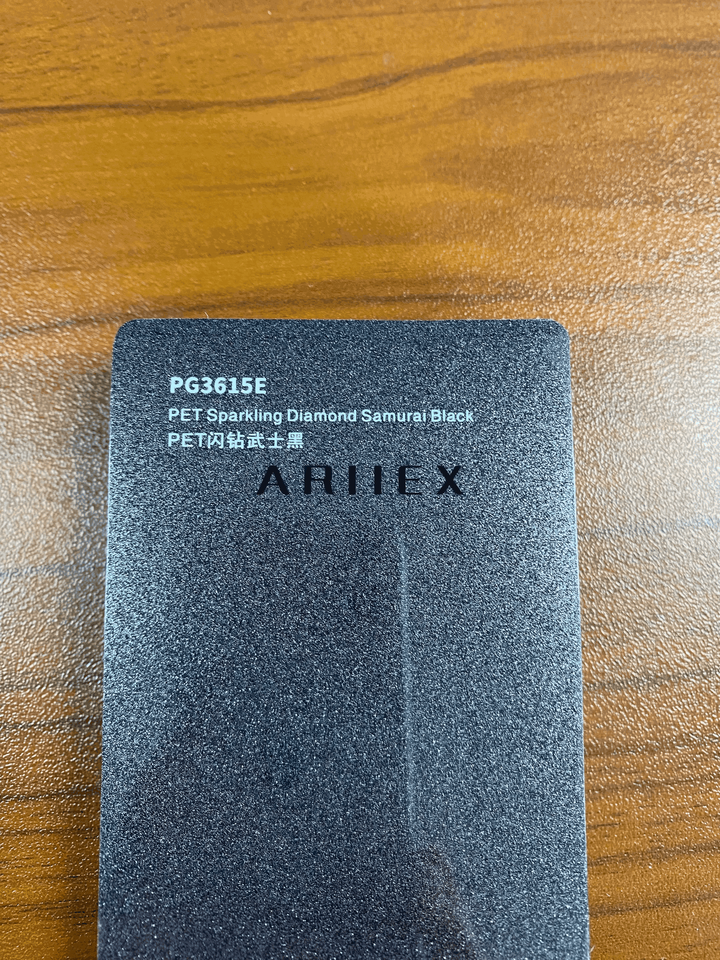 PG3615E
PET Sparkling Diamond Samurai Black
PET闪钻武士黑
ARIIEX